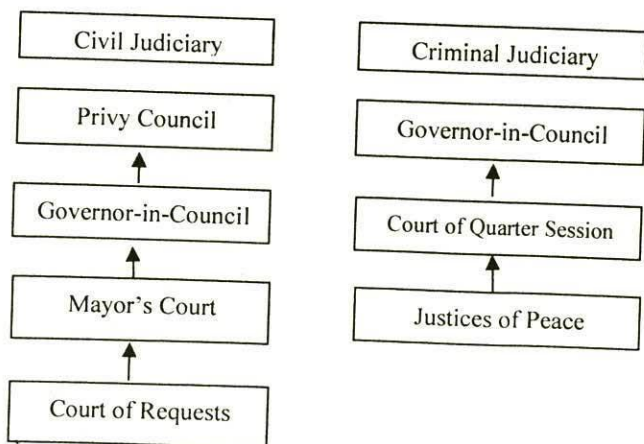 Civil Judiciary
Privy Council
Governor-in-Council
Mayor's Court
Court of Requests
Criminal Judiciary
Governor-in-Council
Court of Quarter Session
Justices of Peace